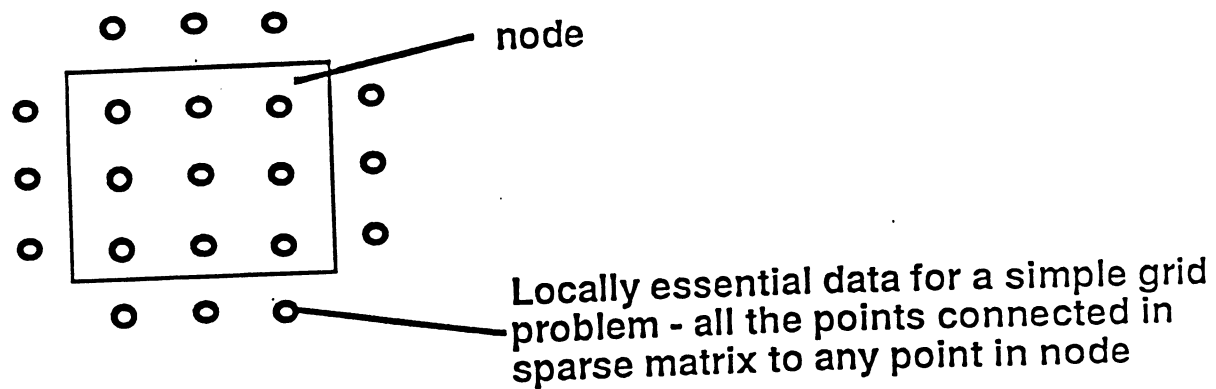 node
Locally essential data for a simple grid
problem - all the points connected in
sparse matrix to any point in node